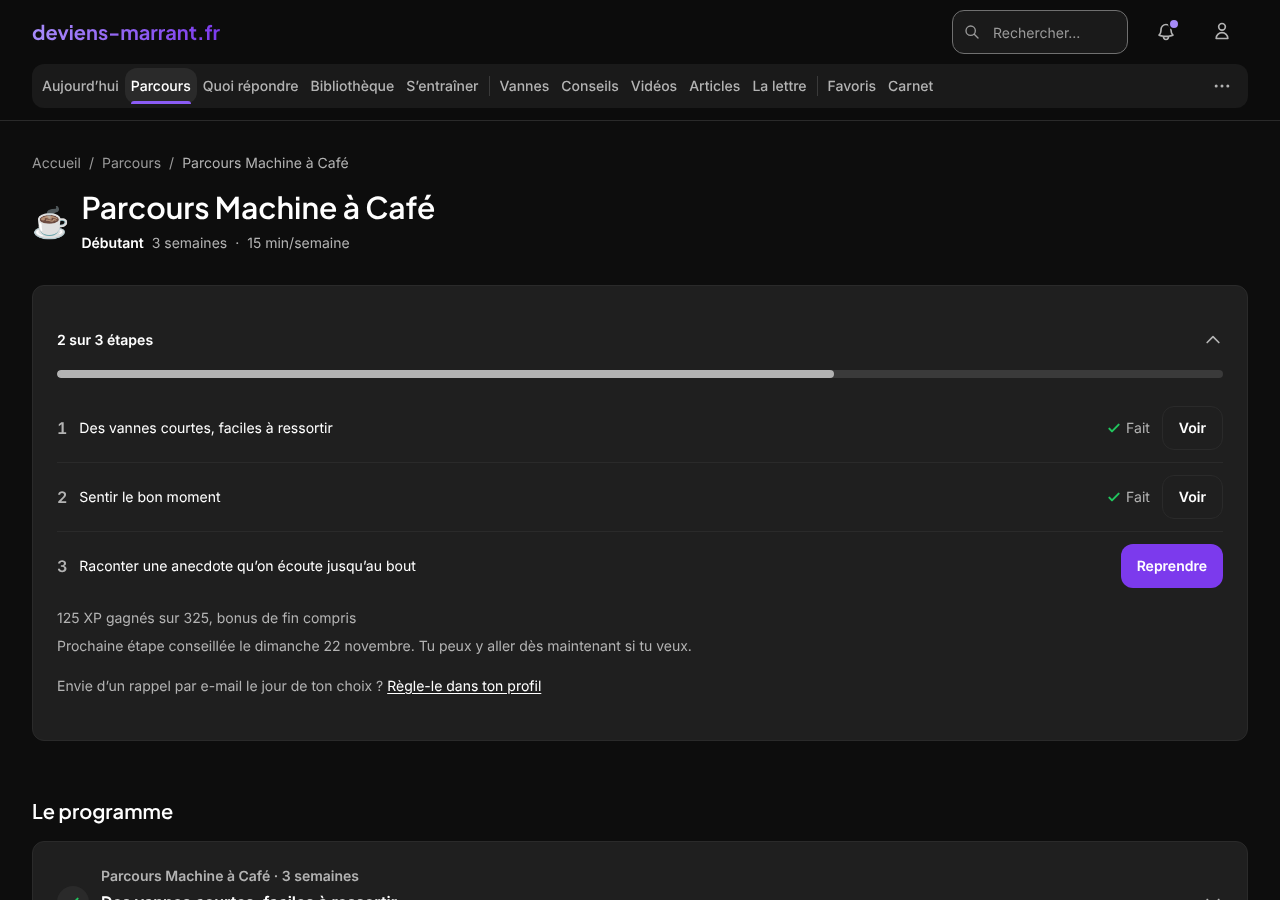 deviens-marrant.fr
Rechercher...
Aujourd’hui Parcours Quoi répondre Bibliothèque S’entraîner Vannes Conseils Vidéos Articles La lettre Favoris Carnet
Accueil / Parcours / Parcours Machine à Café
Parcours Machine à Café
Débutant 3 semaines · 15 min/semaine
2 sur 3 étapes
1 Des vannes courtes, faciles à ressortir Fait Voir
2 Sentir le bon moment Fait Voir
3 Raconter une anecdote qu’on écoute jusqu’au bout Reprendre
125 XP gagnés sur 325, bonus de fin compris
Prochaine étape conseillée le dimanche 22 novembre. Tu peux y aller dès maintenant si tu veux.
Envie d’un rappel par e-mail le jour de ton choix ? Règle-le dans ton profil
Le programme
Parcours Machine à Café · 3 semaines
Des vannes courtes, faciles à ressortir